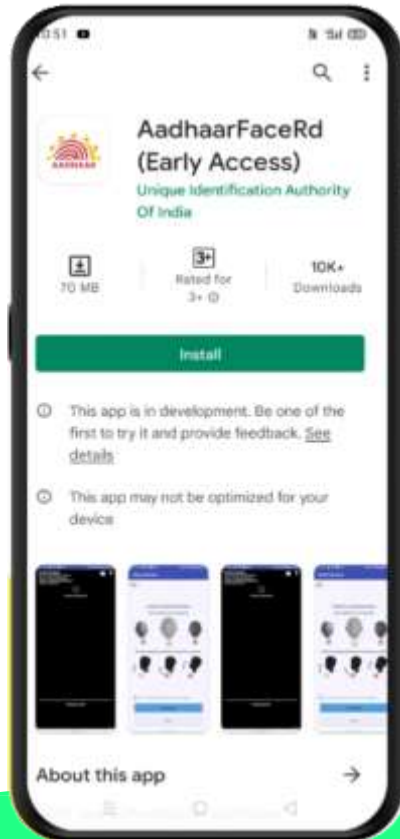 AadhaarFaceRd
(Early Access)
Unique Identification Authority
Of India
AADHAAR
3+
70 MB
Rated for
3+
10K+
Downloads
Install
This app is in development. Be one of the
first to try it and provide feedback. See
details
This app may not be optimized for your
device
About this app